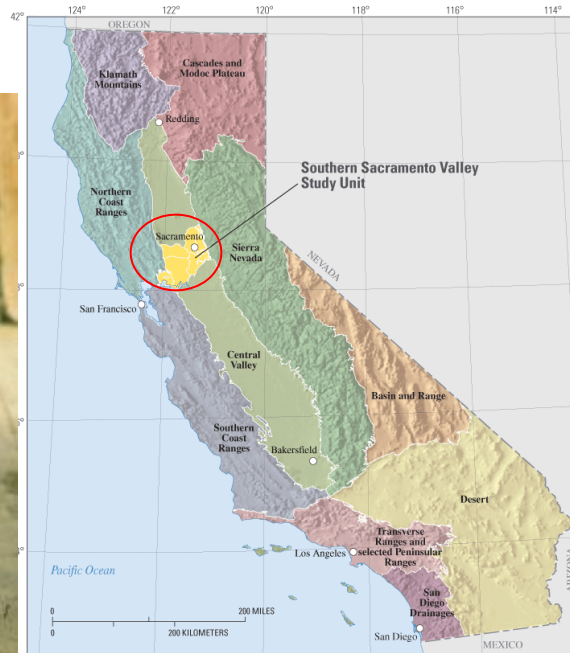 124°
122°
120°
118°
116°
114°
42°
OREGON
Klamath
Mountains
Cascades and
Modoc Plateau
Redding
Southern Sacramento Valley
Study Unit
Northern
Coast
Ranges
Sacramento
Sierra
Nevada
NEVADA
San Francisco
Central
Valley
Basin and Range
Southern
Coast
Ranges
Bakersfield
Desert
Transverse
Ranges and
selected Peninsular
Ranges
Los Angeles
Pacific Ocean
ARIZONA
San
Diego
Drainages
San Diego
MEXICO
0 200 MILES
0 200 KILOMETERS